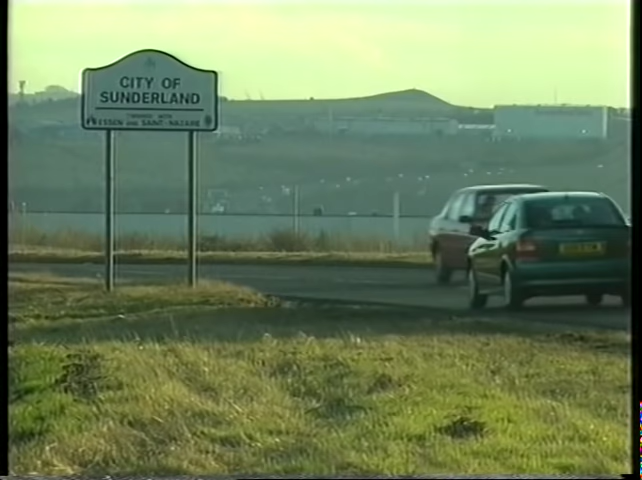 CITY OF
SUNDERLAND
TWINNED WITH
ESSEN AND SAINT-NAZAIRE